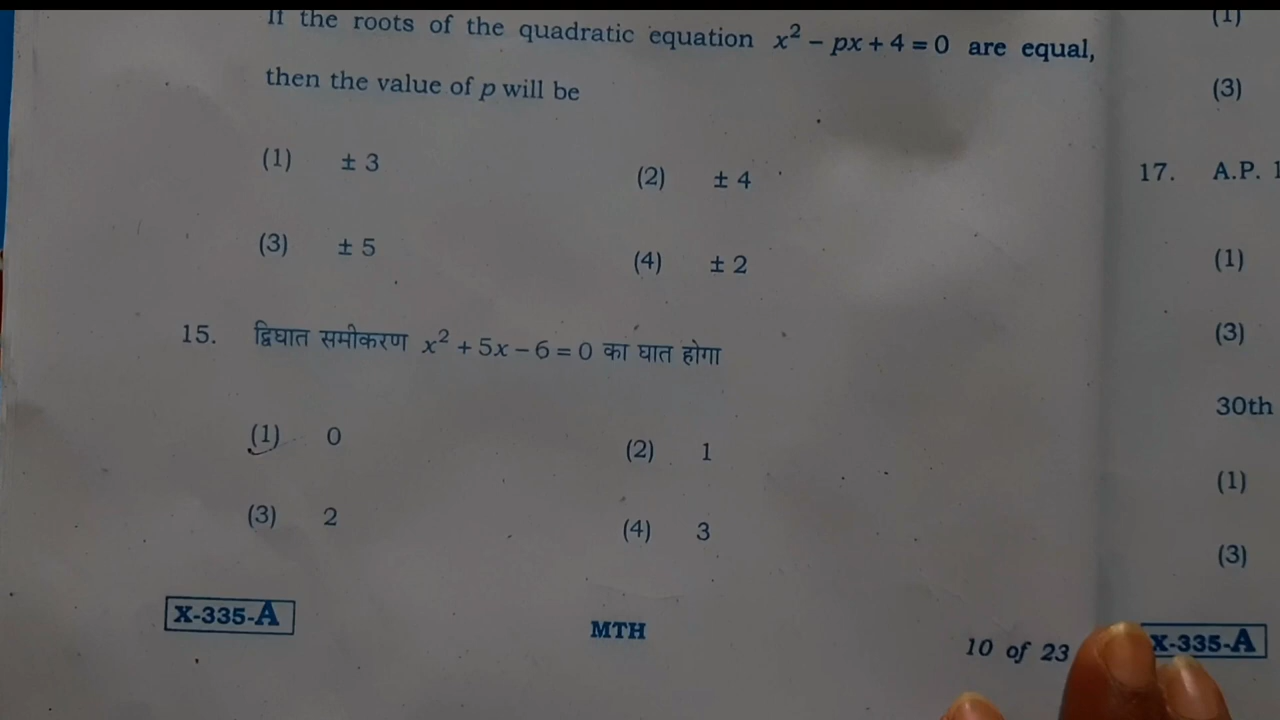 If the roots of the quadratic equation x² – px + 4 = 0 are equal,
then the value of p will be
(1) ± 3
(2) ± 4
(3) ± 5
(4) ± 2
15. द्विघात समीकरण x² + 5x – 6 = 0 का घात होगा
(1) 0
(2) 1
(3) 2
(4) 3
X-335-A
MTH
10 of 23
(1)
(3)
17. A.P.
(1)
(3)
30th
(1)
(3)
X-335-A